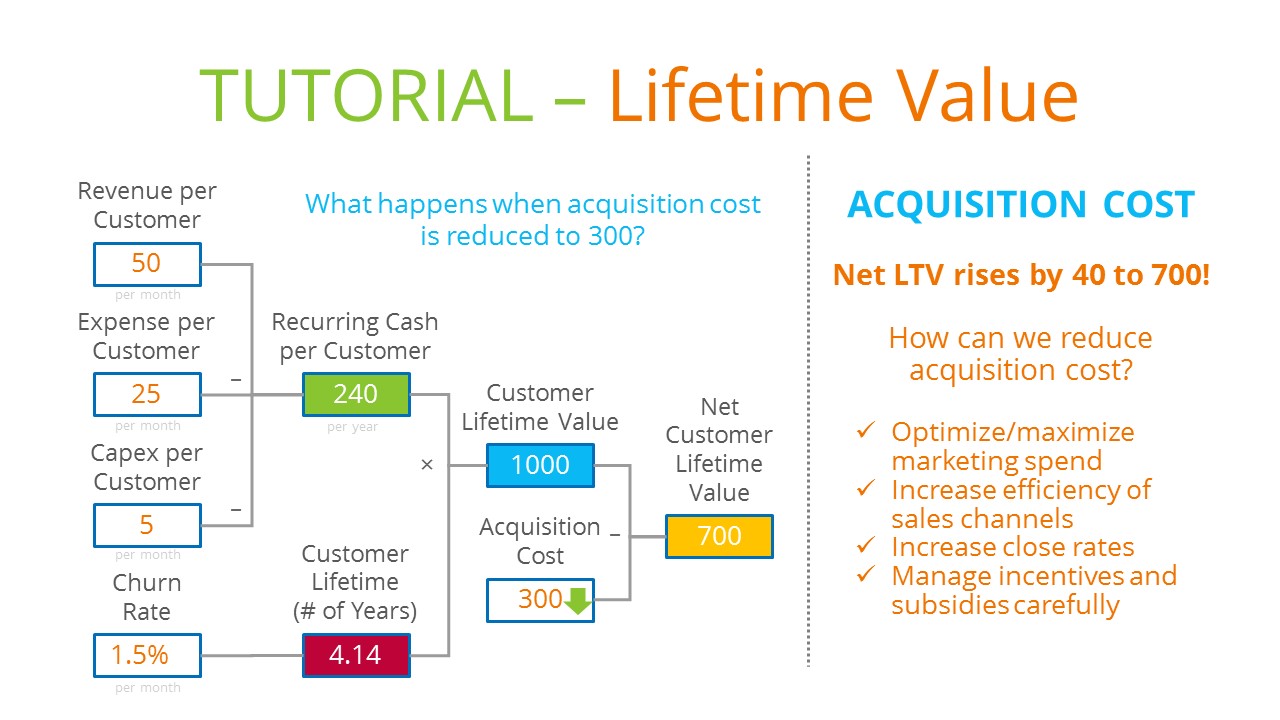 TUTORIAL – Lifetime Value
Revenue per
Customer
50
per month
What happens when acquisition cost
is reduced to 300?
Expense per
Customer
–
25
per month
Recurring Cash
per Customer
240
per year
Capex per
Customer
–
5
per month
Churn
Rate
1.5%
per month
Customer
Lifetime
(# of Years)
4.14
×
Customer
Lifetime Value
1000
Acquisition
Cost
–
300
Net
Customer
Lifetime
Value
700
ACQUISITION COST
Net LTV rises by 40 to 700!
How can we reduce
acquisition cost?
✓ Optimize/maximize
marketing spend
✓ Increase efficiency of
sales channels
✓ Increase close rates
✓ Manage incentives and
subsidies carefully